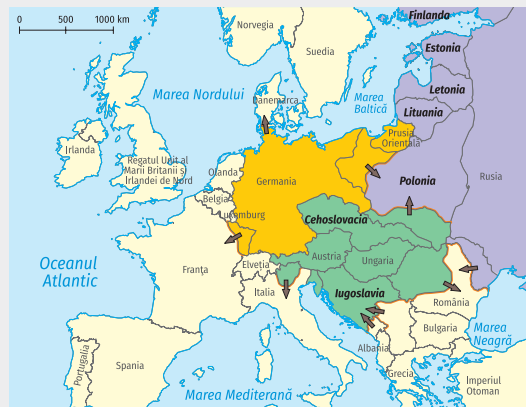 0 500 1000 km
Norvegia
Finlanda
Suedia
Estonia
Marea Nordului
Danemarca
Marea
Baltică
Letonia
Lituania
Prusia
Orientală
Irlanda
Regatul Unit al
Marii Britanii și
Irlandei de Nord
Olanda
Germania
Polonia
Rusia
Belgia
Luxemburg
Cehoslovacia
Oceanul
Atlantic
Franța
Elveția
Austria
Ungaria
Italia
Iugoslavia
România
Bulgaria
Marea
Neagră
Portugalia
Spania
Albania
Grecia
Imperiul
Otoman
Marea Mediterană